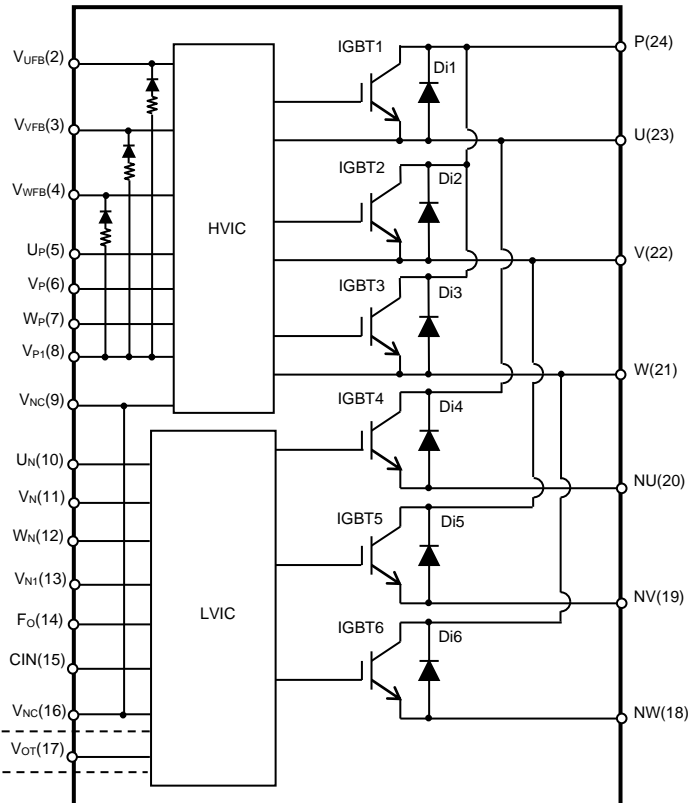 IGBT1
P(24)
VUFB(2)
Di1
VVFB(3)
U(23)
IGBT2
Di2
VWFB(4)
HVIC
UP(5)
V(22)
VP(6)
IGBT3
Di3
WP(7)
VP1(8)
W(21)
VNC(9)
IGBT4
Di4
UN(10)
NU(20)
VN(11)
IGBT5
Di5
WN(12)
VN1(13)
NV(19)
FO(14)
LVIC
IGBT6
Di6
CIN(15)
VNC(16)
NW(18)
VOT(17)